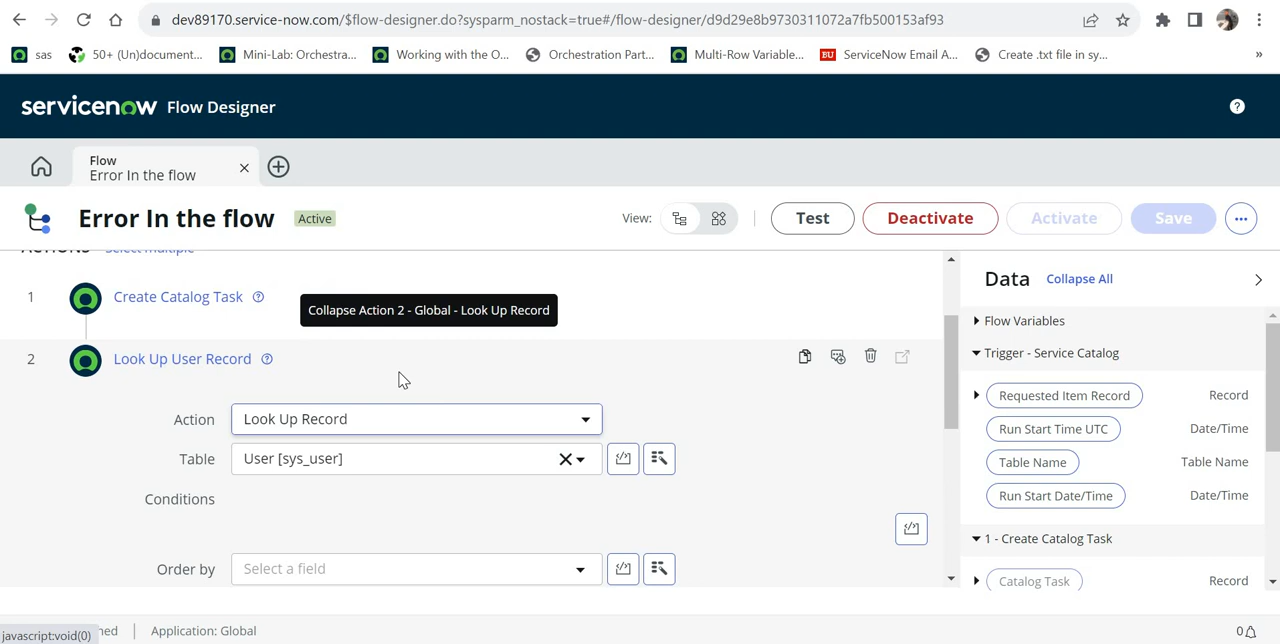 dev89170.service-now.com/$flow-designer.do?sysparm_nostack=true#/flow-designer/d9d29e8b9730311072a7fb500153af93
sas
50+ (Un)document...
Mini-Lab: Orchestra...
Working with the O...
Orchestration Part...
Multi-Row Variable...
BU
ServiceNow Email A...
Create .txt file in sy...
»
servicenow Flow Designer
?
Flow
Error In the flow
Error In the flow
Active
View:
Test
Deactivate
Activate
Save
ACTIONS Select multiple
Data
Collapse All
1
Create Catalog Task
Collapse Action 2 - Global - Look Up Record
Flow Variables
2
Look Up User Record
Trigger - Service Catalog
Requested Item Record
Record
Action
Look Up Record
Run Start Time UTC
Date/Time
Table
User [sys_user]
Table Name
Table Name
Conditions
Run Start Date/Time
Date/Time
1 - Create Catalog Task
Order by
Select a field
Catalog Task
Record
javascript:void(0)
Application: Global
0